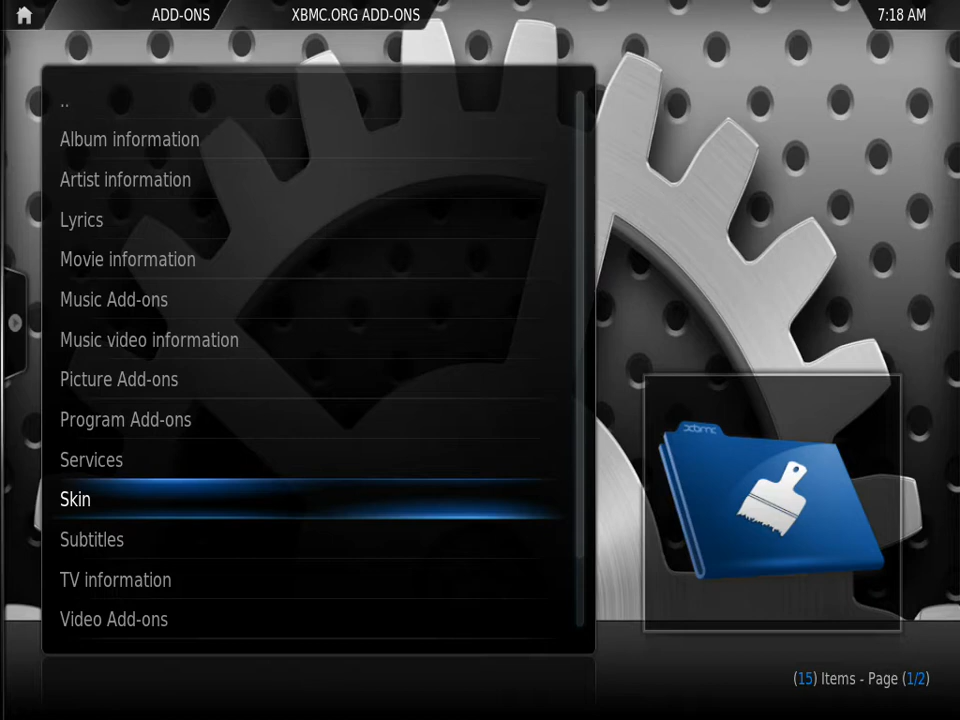 ADD-ONS XBMC.ORG ADD-ONS 7:18 AM
..
Album information
Artist information
Lyrics
Movie information
Music Add-ons
Music video information
Picture Add-ons
Program Add-ons
Services
Skin
Subtitles
TV information
Video Add-ons
xbmc
(15) Items - Page (1/2)